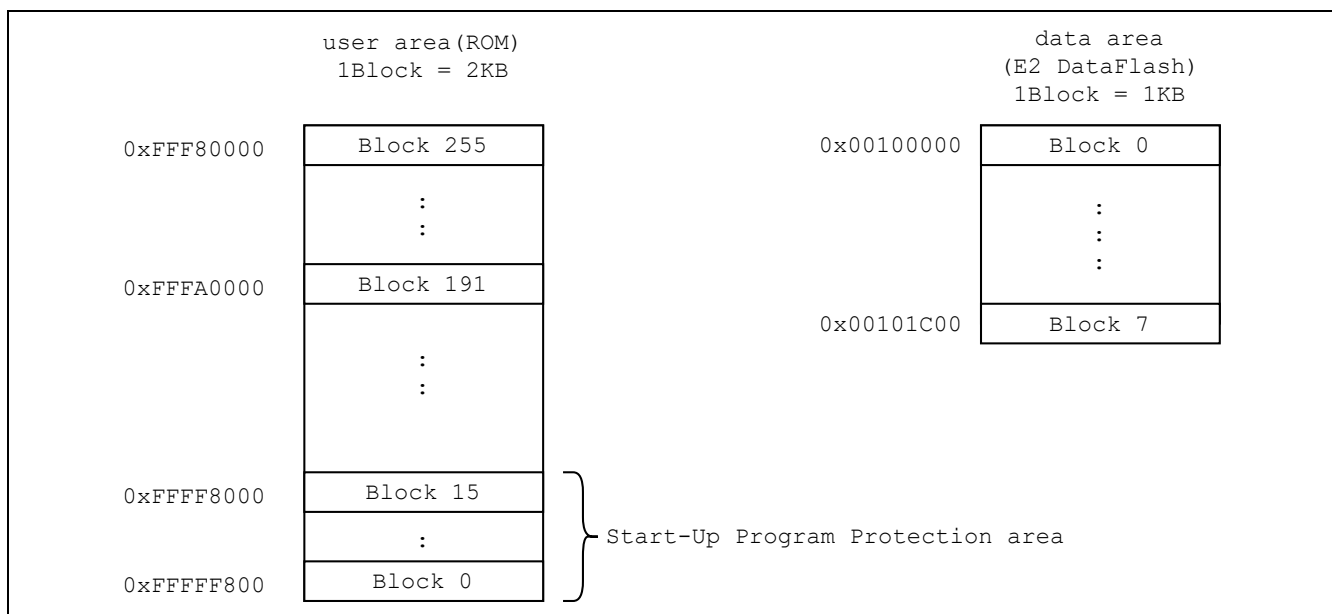 user area(ROM)
1Block = 2KB
0xFFF80000
Block 255
:
:
0xFFFA0000
Block 191
:
:
0xFFFF8000
Block 15
:
0xFFFFF800
Block 0
Start-Up Program Protection area
data area
(E2 DataFlash)
1Block = 1KB
0x00100000
Block 0
:
:
:
0x00101C00
Block 7